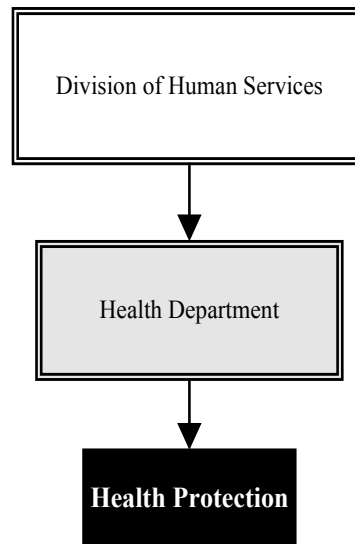 Division of Human Services
Health Department
Health Protection